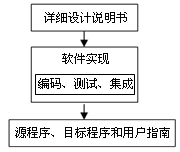 详细设计说明书
软件实现
编码、测试、集成
源程序、目标程序和用户指南